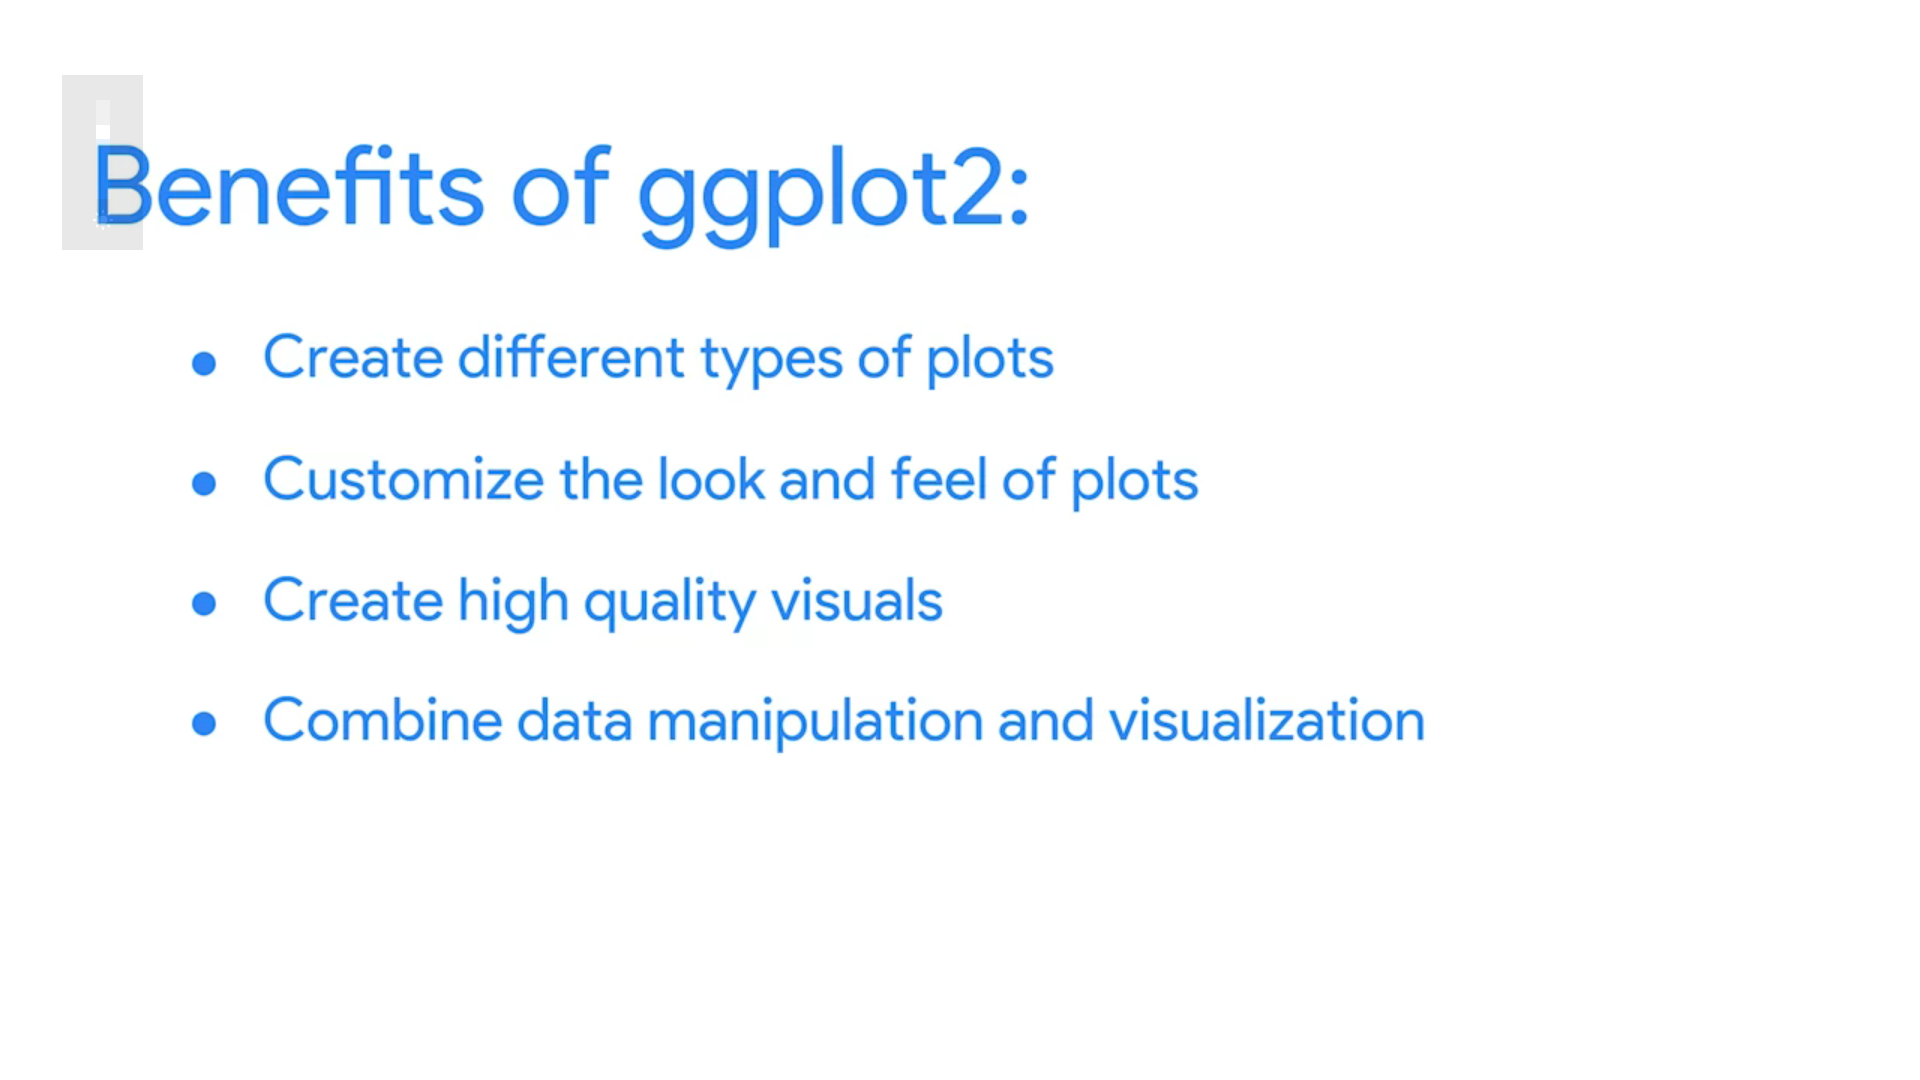 Benefits of ggplot2:
● Create different types of plots
● Customize the look and feel of plots
● Create high quality visuals
● Combine data manipulation and visualization